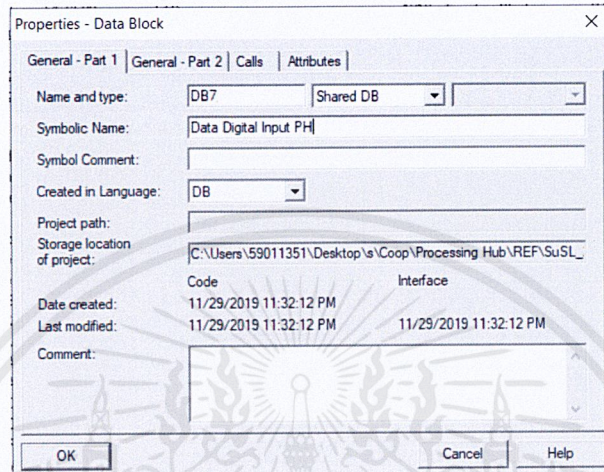 Properties - Data Block
General - Part 1 General - Part 2 Calls Attributes
Name and type: DB7 Shared DB
Symbolic Name: Data Digital Input PH
Symbol Comment:
Created in Language: DB
Project path:
Storage location
of project: C:\Users\59011351\Desktop\s\Coop\Processing Hub\REF\SuSL_
Code Interface
Date created: 11/29/2019 11:32:12 PM
Last modified: 11/29/2019 11:32:12 PM 11/29/2019 11:32:12 PM
Comment:
OK Cancel Help